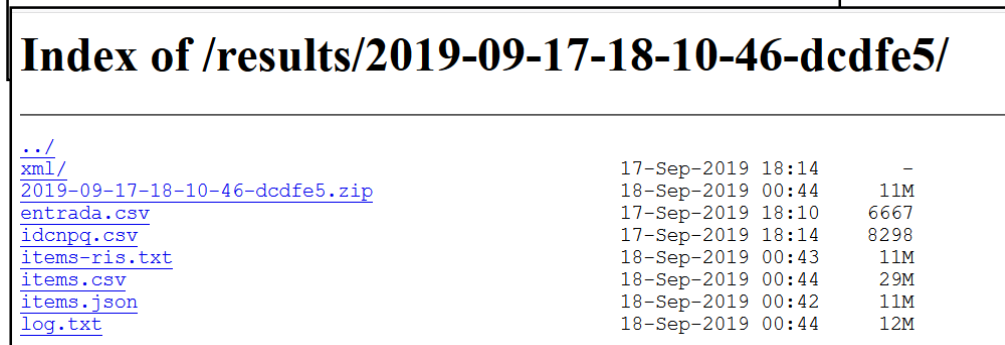 Index of /results/2019-09-17-18-10-46-dcdfe5/
../
xml/ 17-Sep-2019 18:14 -
2019-09-17-18-10-46-dcdfe5.zip 18-Sep-2019 00:44 11M
entrada.csv 17-Sep-2019 18:10 6667
idcnpq.csv 17-Sep-2019 18:14 8298
items-ris.txt 18-Sep-2019 00:43 11M
items.csv 18-Sep-2019 00:44 29M
items.json 18-Sep-2019 00:42 11M
log.txt 18-Sep-2019 00:44 12M